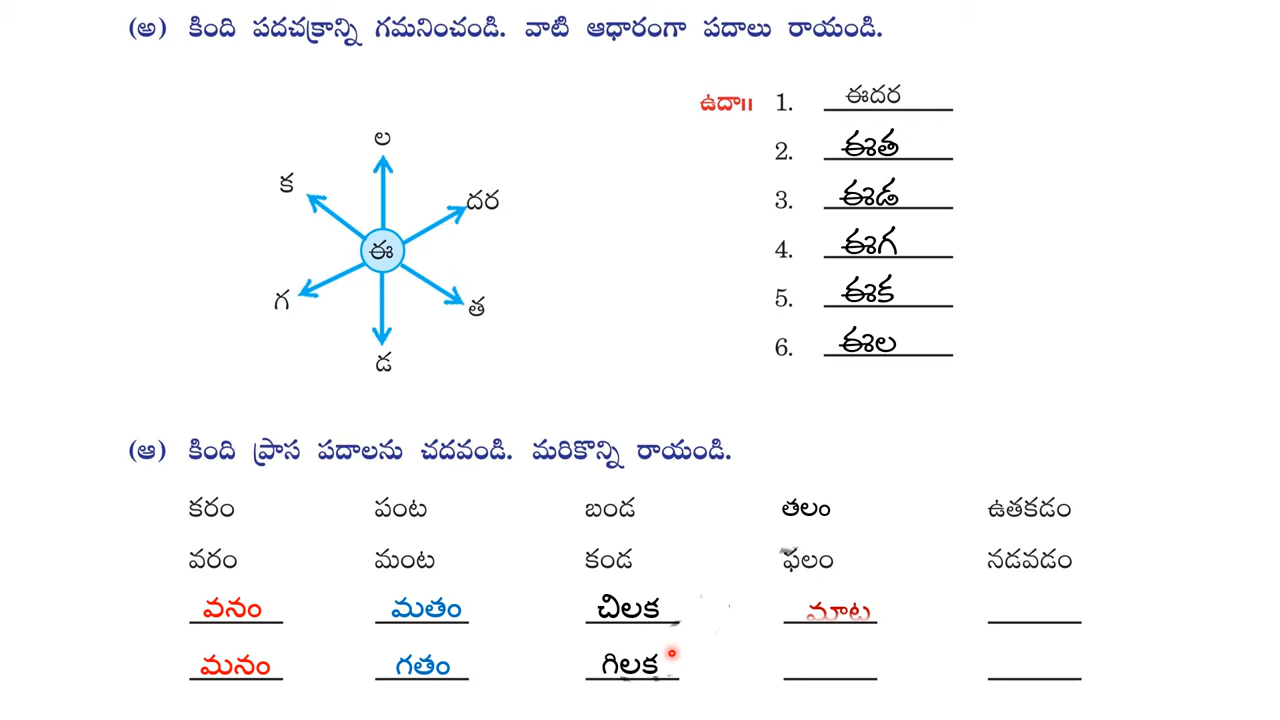 (అ) కింది పదచక్రాన్ని గమనించండి. వాటి ఆధారంగా పదాలు రాయండి.
ల
క
దర
ఈ
గ
త
డ
ఉదా॥ 1. ఈదర
2. ఈత
3. ఈడ
4. ఈగ
5. ఈక
6. ఈల
(ఆ) కింది ప్రాస పదాలను చదవండి. మరికొన్ని రాయండి.
కరం పంట బండ తలం ఉతకడం
వరం మంట కండ ఫలం నడవడం
వనం మతం చిలక మాట
మనం గతం గిలక